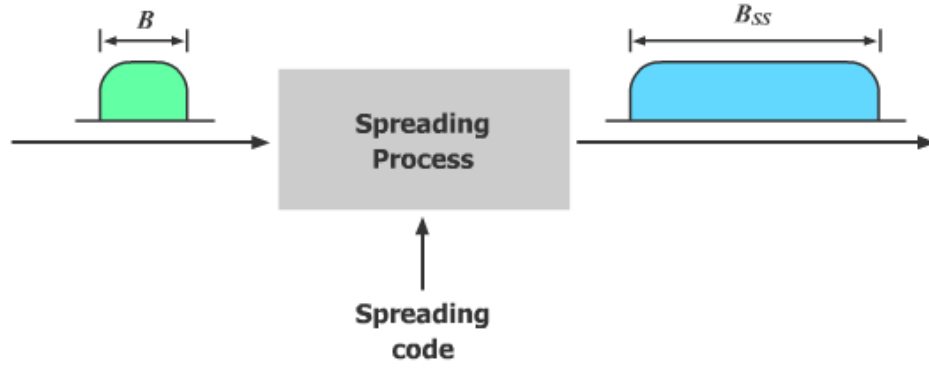 B
B_SS
Spreading
Process
Spreading
code